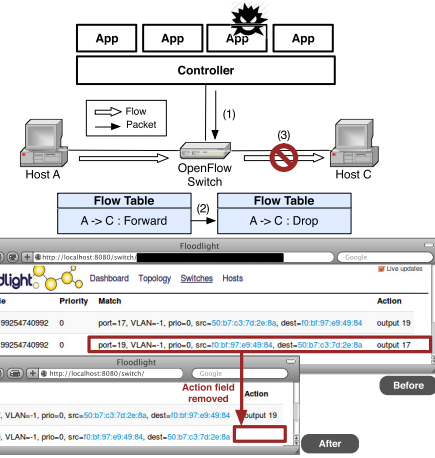 App App App App
Controller
(1)
Flow
Packet
(3)
Host A
OpenFlow
Switch
Host C
Flow Table
A -> C : Forward
(2)
Flow Table
A -> C : Drop
Floodlight
http://localhost:8080/switch/
Google
Live updates
dlight
Dashboard Topology Switches Hosts
Priority Match Action
99254740992 0 port=17, VLAN=-1, prio=0, src=50:b7:c3:7d:2e:8a, dest=f0:bf:97:e9:49:84 output 19
99254740992 0 port=19, VLAN=-1, prio=0, src=f0:bf:97:e9:49:84, dest=50:b7:c3:7d:2e:8a output 17
Before
Floodlight
http://localhost:8080/switch/
Google
Action field
removed
Action
, VLAN=-1, prio=0, src=50:b7:c3:7d:2e:8a, dest=f0:bf:97:e9:49:84 output 19
, VLAN=-1, prio=0, src=f0:bf:97:e9:49:84, dest=50:b7:c3:7d:2e:8a
After